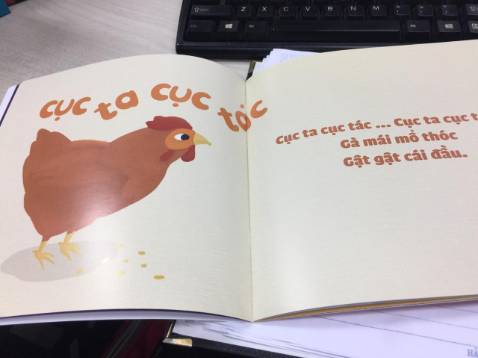 cục ta cục tác
Cục ta cục tác ... Cục ta cục t
Gà mái mổ thóc
Gật gật cái đầu.